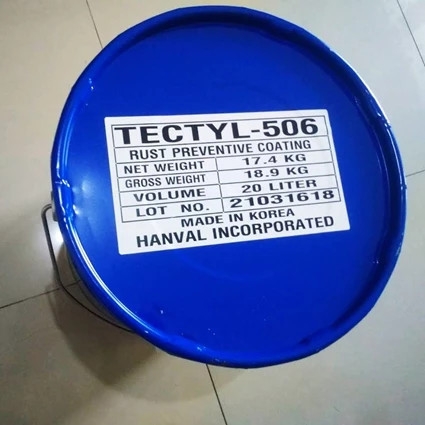 TECTYL-506
RUST PREVENTIVE COATING
NET WEIGHT 17.4 KG
GROSS WEIGHT 18.9 KG
VOLUME 20 LITER
LOT NO. 21031618
MADE IN KOREA
HANVAL INCORPORATED